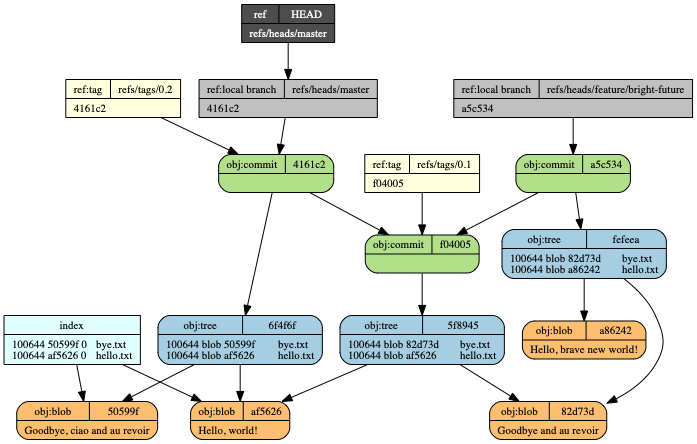 ref HEAD
refs/heads/master
ref:tag refs/tags/0.2
4161c2
ref:local branch refs/heads/master
4161c2
ref:local branch refs/heads/feature/bright-future
a5c534
obj:commit 4161c2
ref:tag refs/tags/0.1
f04005
obj:commit a5c534
obj:commit f04005
obj:tree fefeea
100644 blob 82d73d bye.txt
100644 blob a86242 hello.txt
index
100644 50599f 0 bye.txt
100644 af5626 0 hello.txt
obj:tree 6f4f6f
100644 blob 50599f bye.txt
100644 blob af5626 hello.txt
obj:tree 5f8945
100644 blob 82d73d bye.txt
100644 blob af5626 hello.txt
obj:blob a86242
Hello, brave new world!
obj:blob 50599f
Goodbye, ciao and au revoir
obj:blob af5626
Hello, world!
obj:blob 82d73d
Goodbye and au revoir